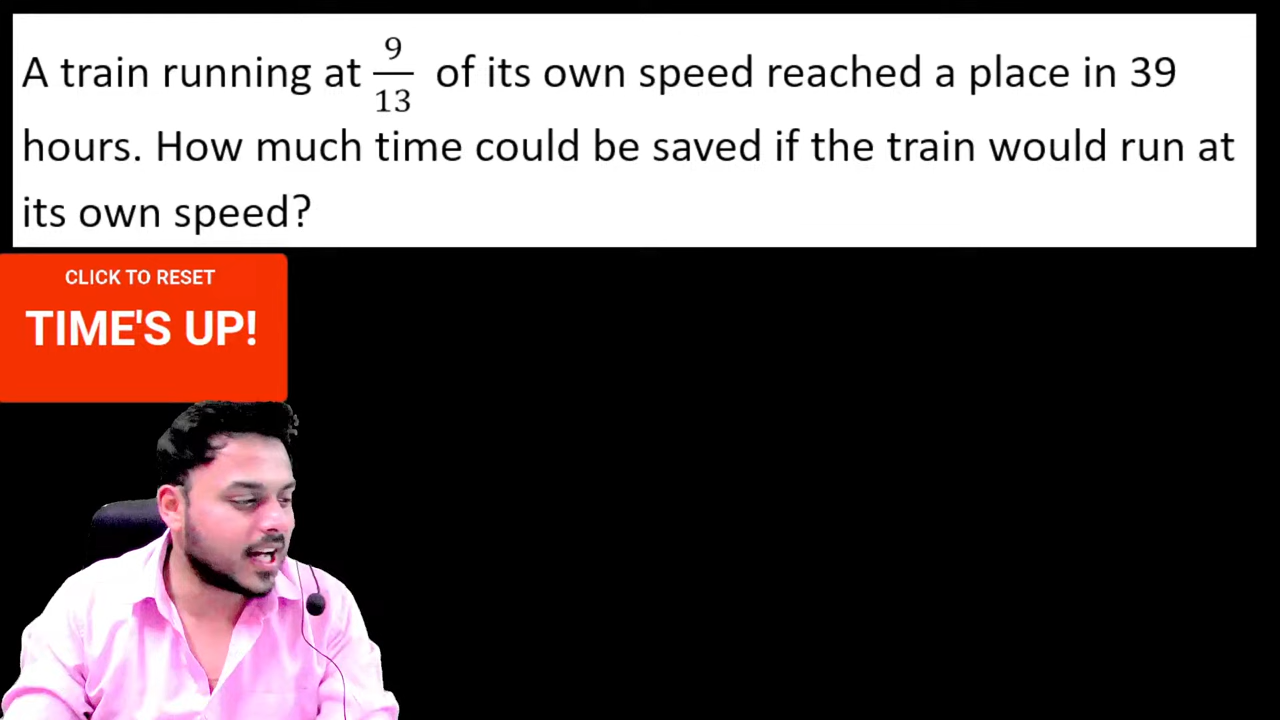 A train running at 9/13 of its own speed reached a place in 39
hours. How much time could be saved if the train would run at
its own speed?
CLICK TO RESET
TIME'S UP!